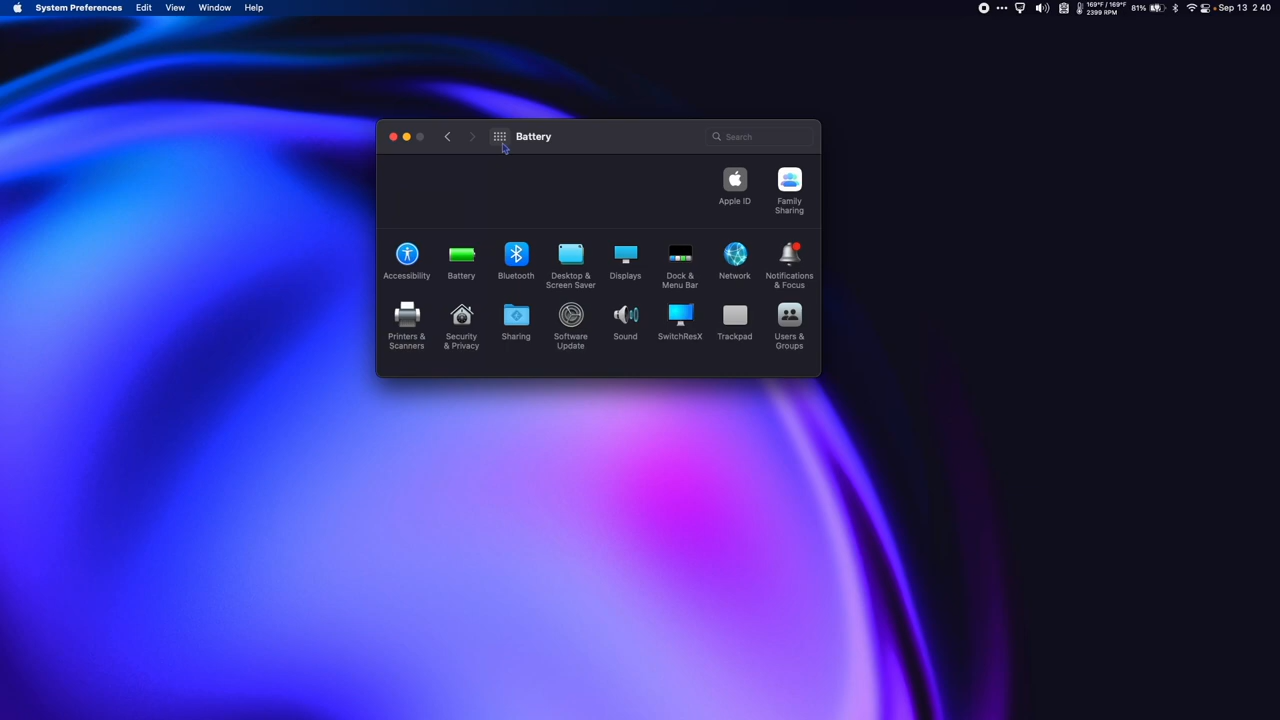 System Preferences Edit View Window Help
169°F / 169°F
2399 RPM
81%
Sep 13 2 40
Battery
Search
Apple ID
Family
Sharing
Accessibility
Battery
Bluetooth
Desktop &
Screen Saver
Displays
Dock &
Menu Bar
Network
Notifications
& Focus
Printers &
Scanners
Security
& Privacy
Sharing
Software
Update
Sound
SwitchResX
Trackpad
Users &
Groups